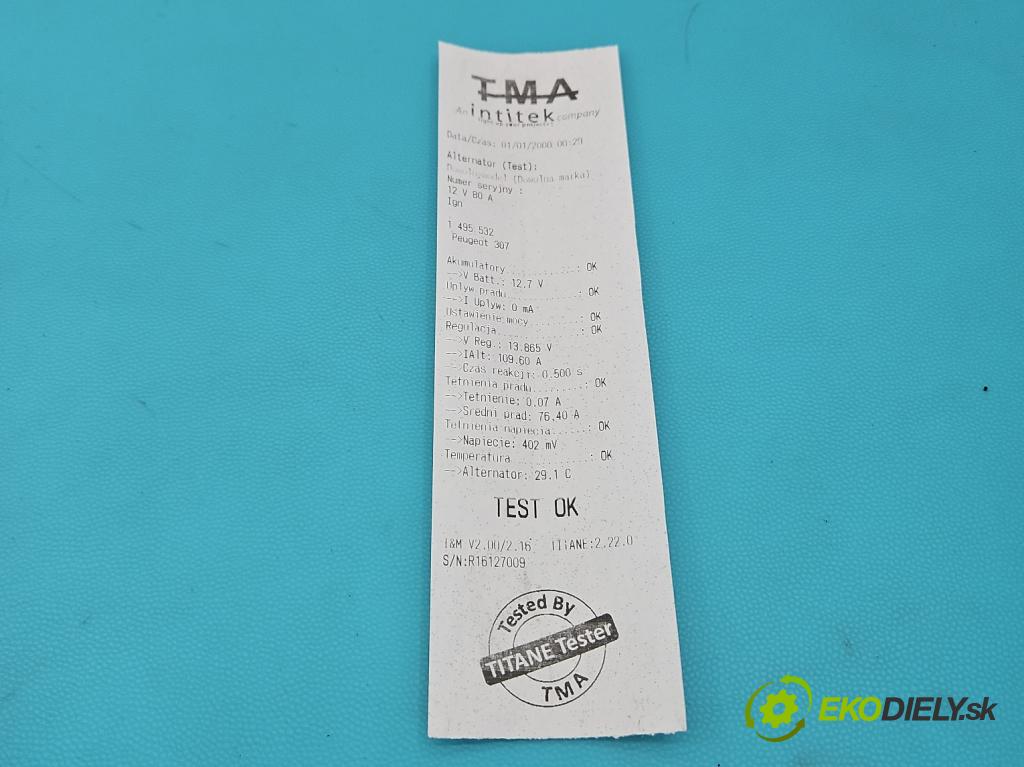 TMA
An intitek company
Data/Czas: 01/01/2000 00:29
Alternator (Test):
(Dowolna marka)
Numer seryjny :
12 V 80 A
Ign
1 495 532
Peugeot 307
Akumulatory..............: OK
-->V Batt.: 12.7 V
Uplyw pradu..............: OK
-->I Uplyw: 0 mA
Ustawienie mocy..........: OK
Regulacja................: OK
-->V Reg.: 13.865 V
-->IAlt: 109.60 A
-->Czas reakcji: 0.500 s
Tetnienia pradu..........: OK
-->Tetnienie: 0.07 A
-->Sredni prad: 76.40 A
Tetnienia napiecia.......: OK
-->Napiecie: 402 mV
Temperatura..............: OK
-->Alternator: 29.1 C
TEST OK
T&M V2.00/2.16 TITANE:2.22.0
S/N:R16127009
Tested By
TITANE Tester
TMA
EKODIELY.sk